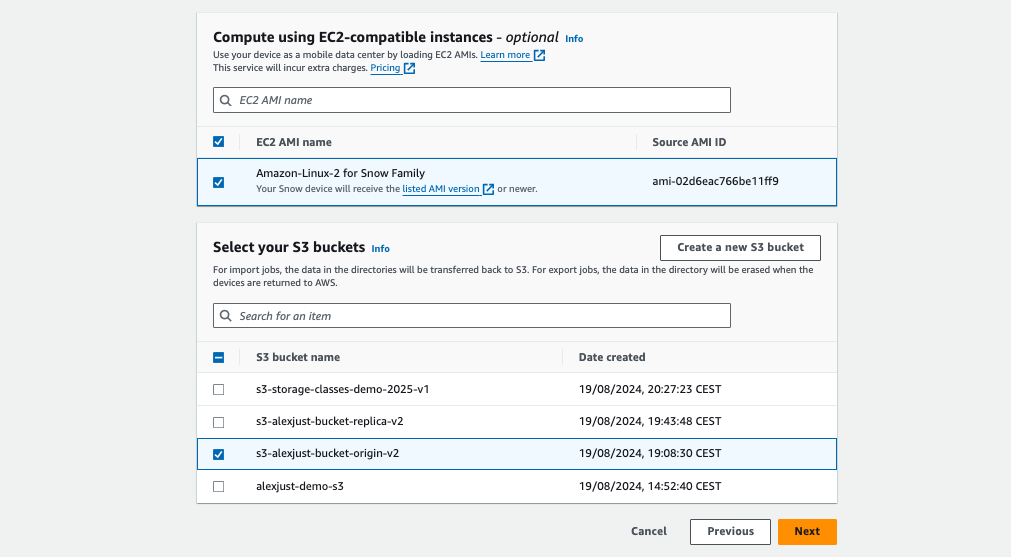 Compute using EC2-compatible instances - optional Info
Use your device as a mobile data center by loading EC2 AMIs. Learn more
This service will incur extra charges. Pricing
EC2 AMI name
EC2 AMI name Source AMI ID
Amazon-Linux-2 for Snow Family ami-02d6eac766be11ff9
Your Snow device will receive the listed AMI version or newer.
Select your S3 buckets Info Create a new S3 bucket
For import jobs, the data in the directories will be transferred back to S3. For export jobs, the data in the directory will be erased when the
devices are returned to AWS.
Search for an item
S3 bucket name Date created
s3-storage-classes-demo-2025-v1 19/08/2024, 20:27:23 CEST
s3-alexjust-bucket-replica-v2 19/08/2024, 19:43:48 CEST
s3-alexjust-bucket-origin-v2 19/08/2024, 19:08:30 CEST
alexjust-demo-s3 19/08/2024, 14:52:40 CEST
Cancel Previous Next